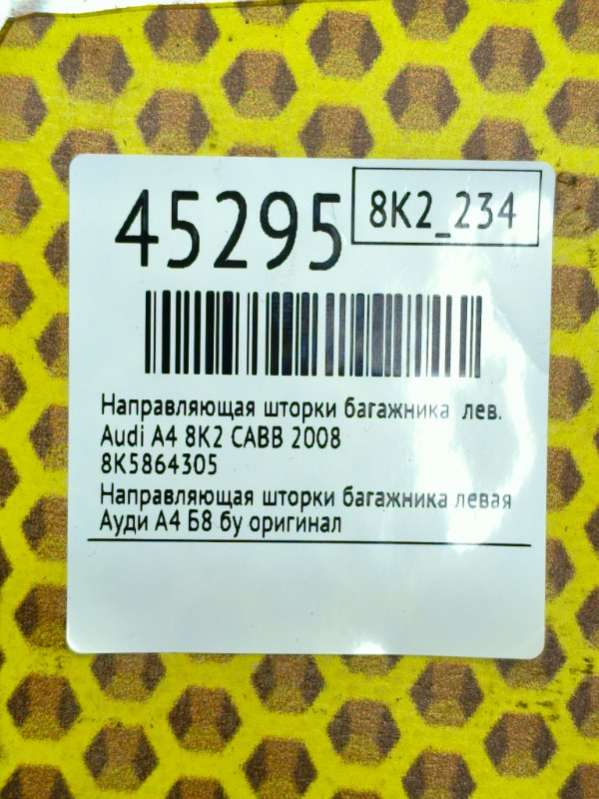 45295
8K2_234
Направляющая шторки багажника лев.
Audi A4 8K2 CABB 2008
8K5864305
Направляющая шторки багажника левая
Ауди А4 Б8 бу оригинал